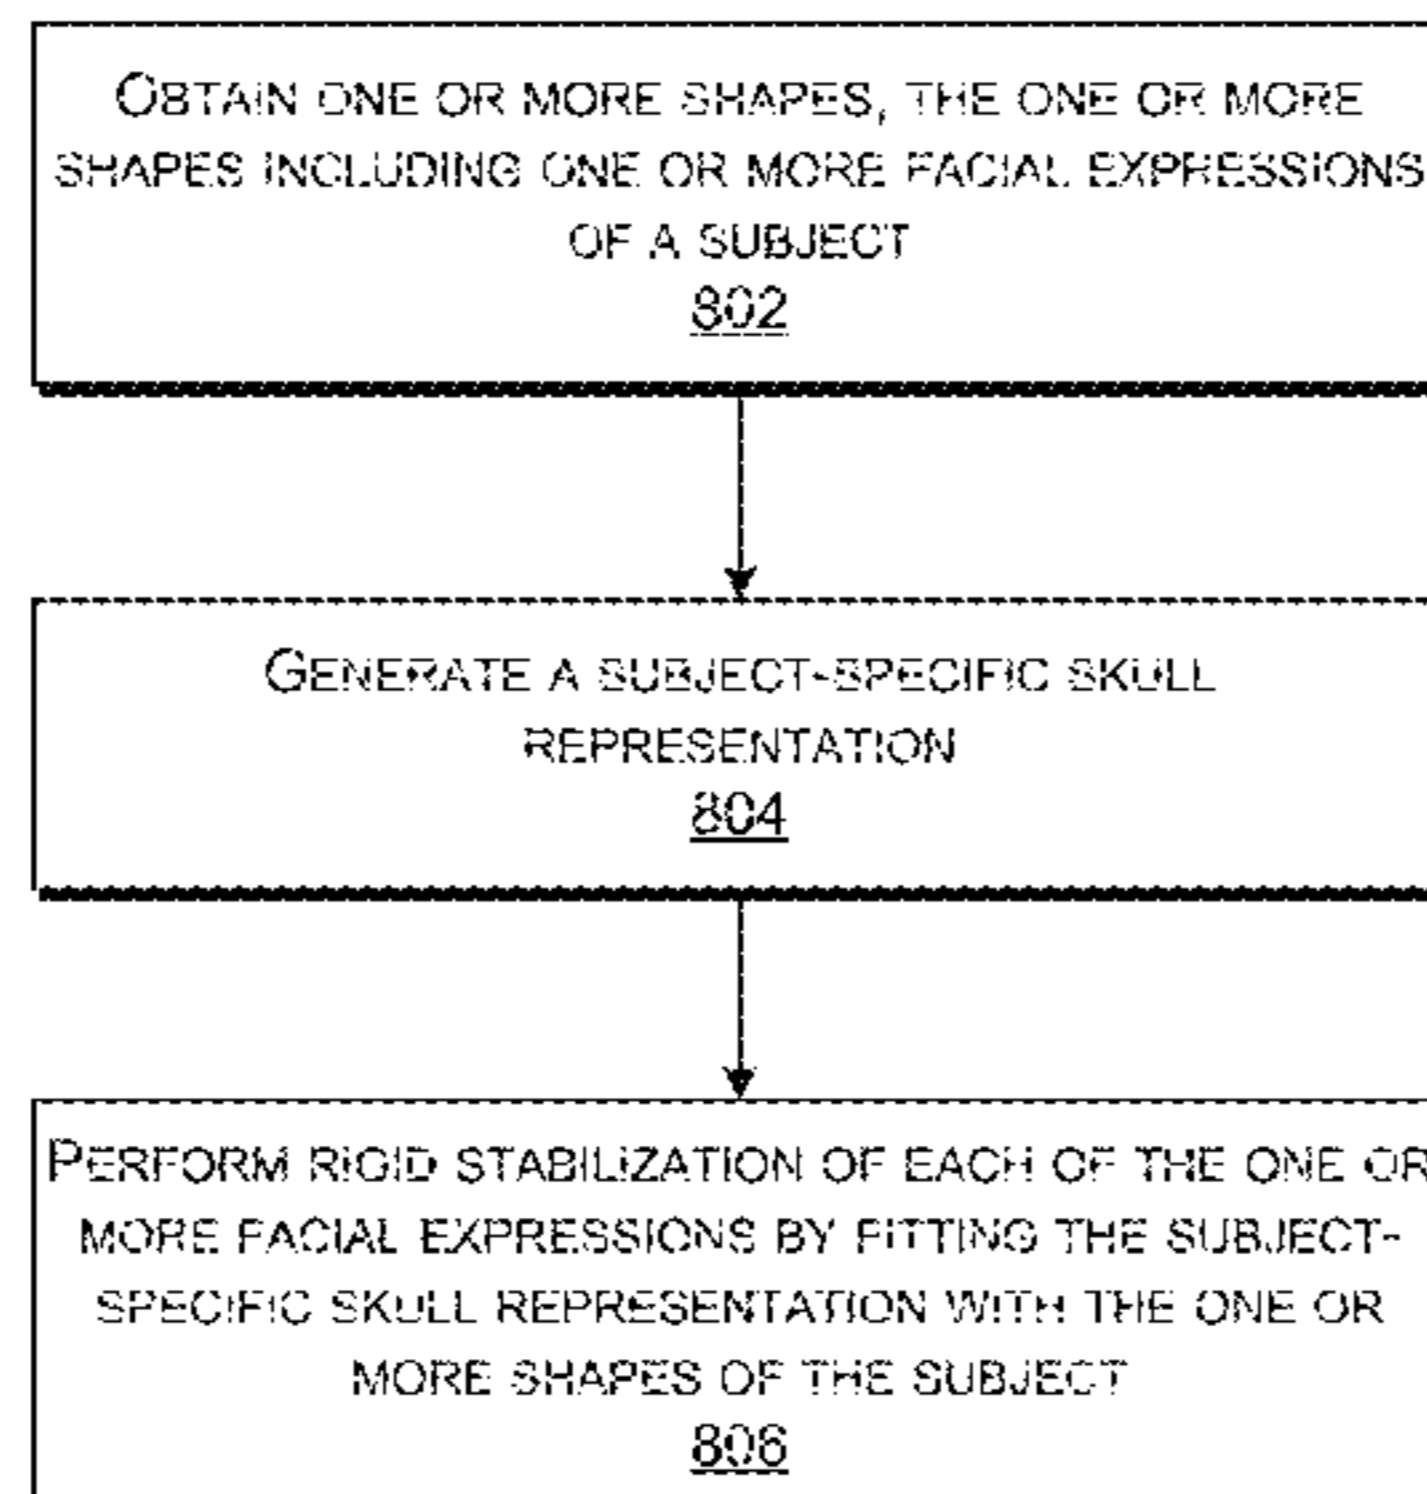 OBTAIN ONE OR MORE SHAPES, THE ONE OR MORE
SHAPES INCLUDING ONE OR MORE FACIAL EXPRESSIONS
OF A SUBJECT
802
GENERATE A SUBJECT-SPECIFIC SKULL
REPRESENTATION
804
PERFORM RIGID STABILIZATION OF EACH OF THE ONE OR
MORE FACIAL EXPRESSIONS BY FITTING THE SUBJECT-
SPECIFIC SKULL REPRESENTATION WITH THE ONE OR
MORE SHAPES OF THE SUBJECT
806